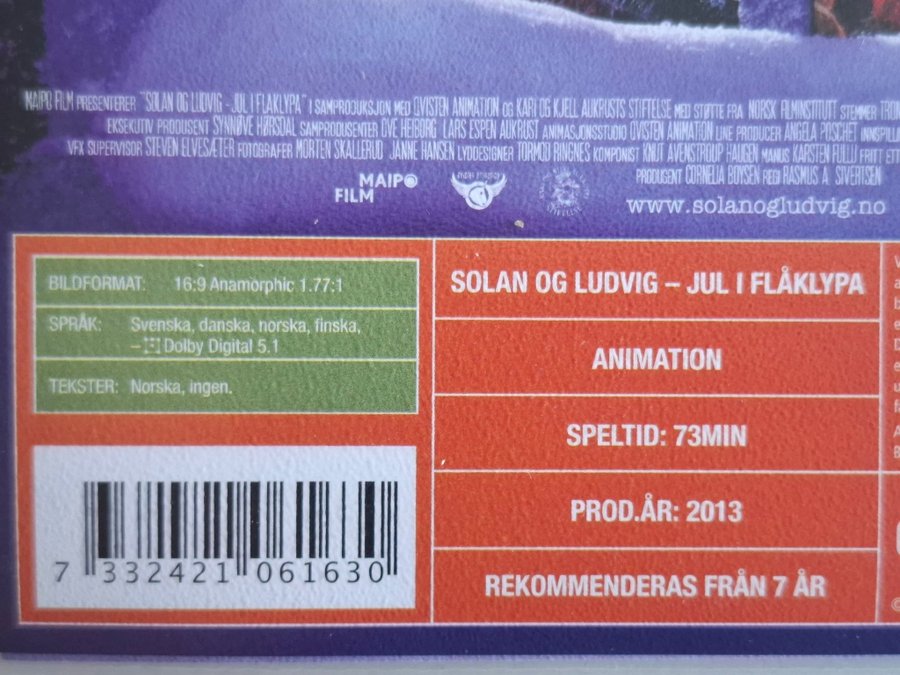 MAIPO FILM PRESENTERER "SOLAN OG LUDVIG - JUL I FLÅKLYPA" I SAMPRODUKSJON MED QVISTEN ANIMATION OG KARI OG KJELL AUKRUSTS STIFTELSE MED STØTTE FRA NORSK FILMINSTITUTT STEMMER
EKSEKUTIV PRODUSENT SYNNØVE HØRSDAL SAMPRODUSENTER OVE HEIBORG LARS ESPEN AUKRUST ANIMASJONSSTUDIO QVISTEN ANIMATION LINE PRODUCER ANGELA POSCHET
VFX SUPERVISOR STEVEN ELVESÆTER FOTOGRAFER MORTEN SKALLERUD JANNE HANSEN LYDDESIGNER TORMOD RINGNES KOMPONIST KNUT AVENSTROUP HAUGEN MANUS KARSTEN FULLU FRITT
PRODUSENT CORNELIA BOYSEN REGI RASMUS A SIVERTSEN
MAIPO
FILM
www.solanogludvig.no
BILDFORMAT: 16:9 Anamorphic 1.77:1
SPRÅK: Svenska, danska, norska, finska,
– Dolby Digital 5.1
TEKSTER: Norska, ingen.
7 332421 061630
SOLAN OG LUDVIG – JUL I FLÅKLYPA
ANIMATION
SPELTID: 73MIN
PROD.ÅR: 2013
REKOMMENDERAS FRÅN 7 ÅR